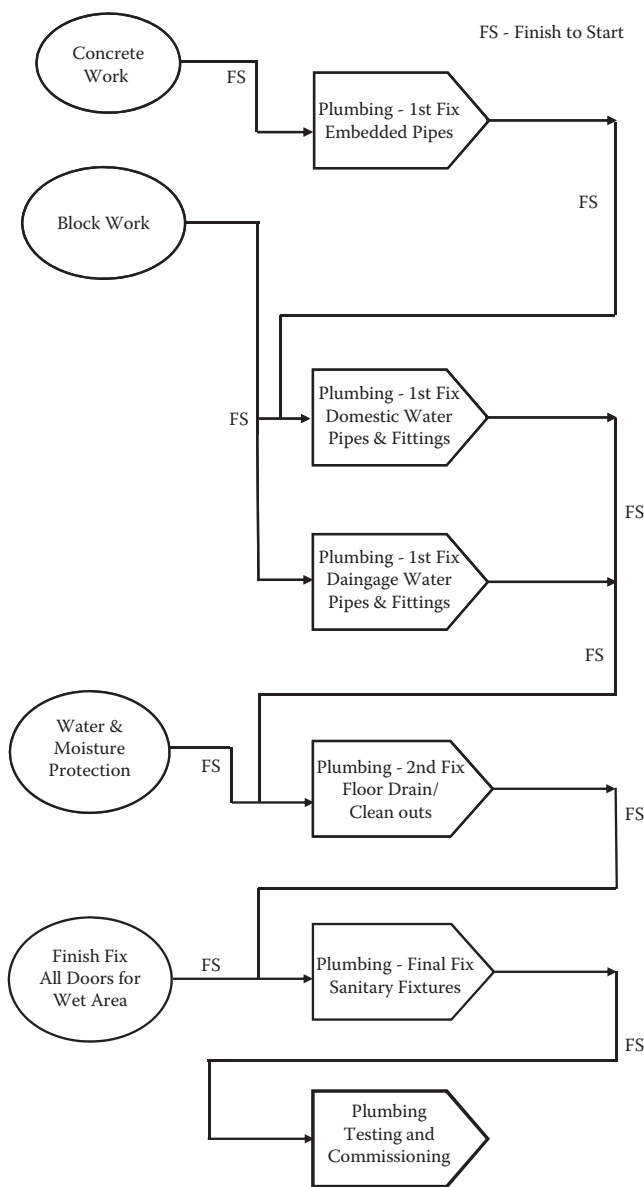 FS - Finish to Start
Concrete
Work
FS
Plumbing - 1st Fix
Embedded Pipes
FS
Block Work
FS
Plumbing - 1st Fix
Domestic Water
Pipes & Fittings
FS
Plumbing - 1st Fix
Daingage Water
Pipes & Fittings
FS
Water &
Moisture
Protection
FS
Plumbing - 2nd Fix
Floor Drain/
Clean outs
FS
Finish Fix
All Doors for
Wet Area
FS
Plumbing - Final Fix
Sanitary Fixtures
FS
Plumbing
Testing and
Commissioning